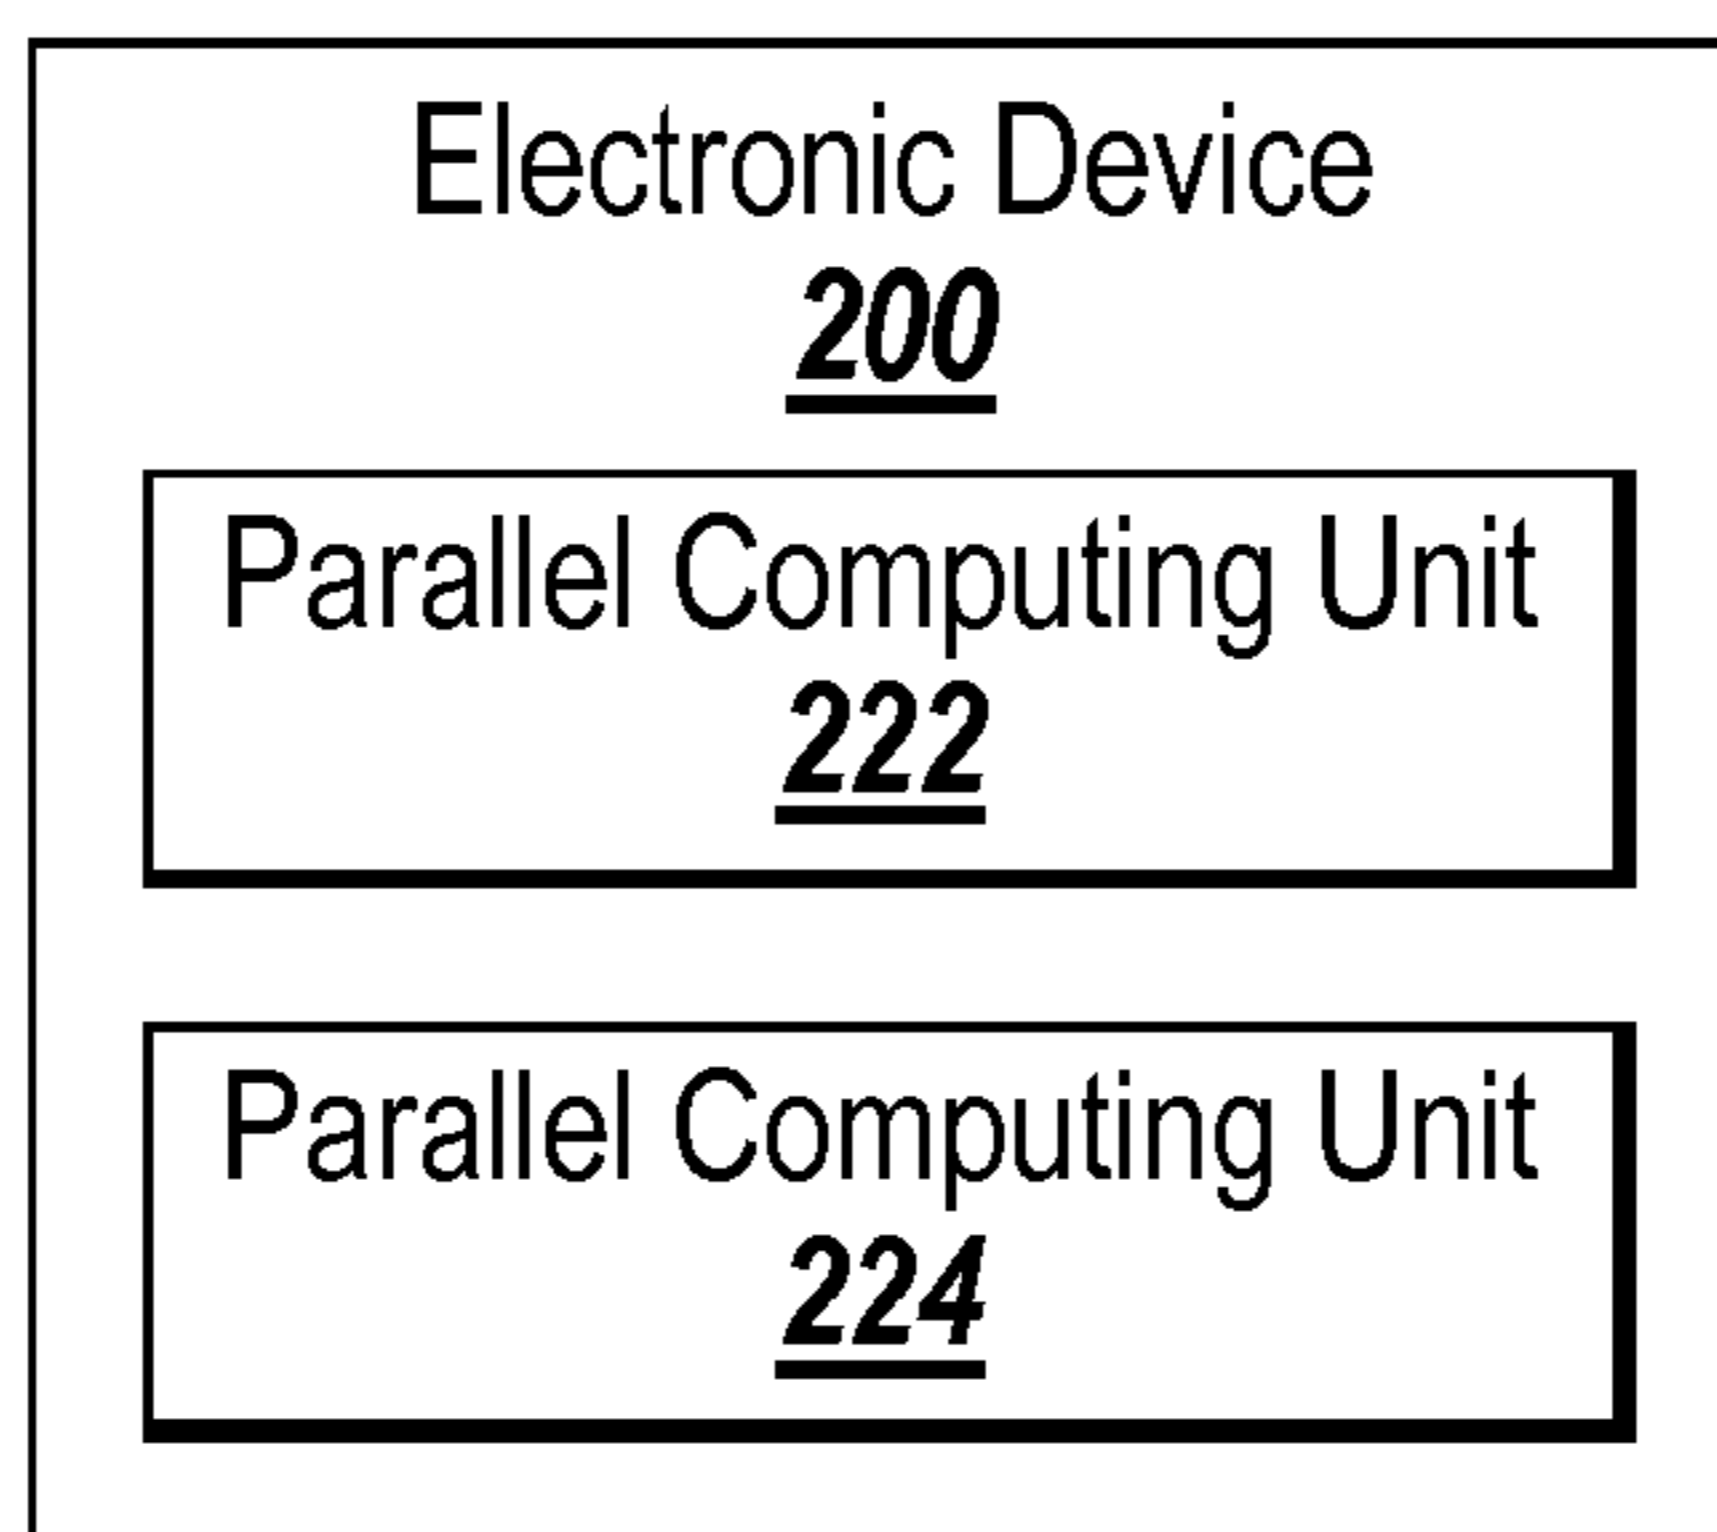 Electronic Device
200
Parallel Computing Unit
222
Parallel Computing Unit
224